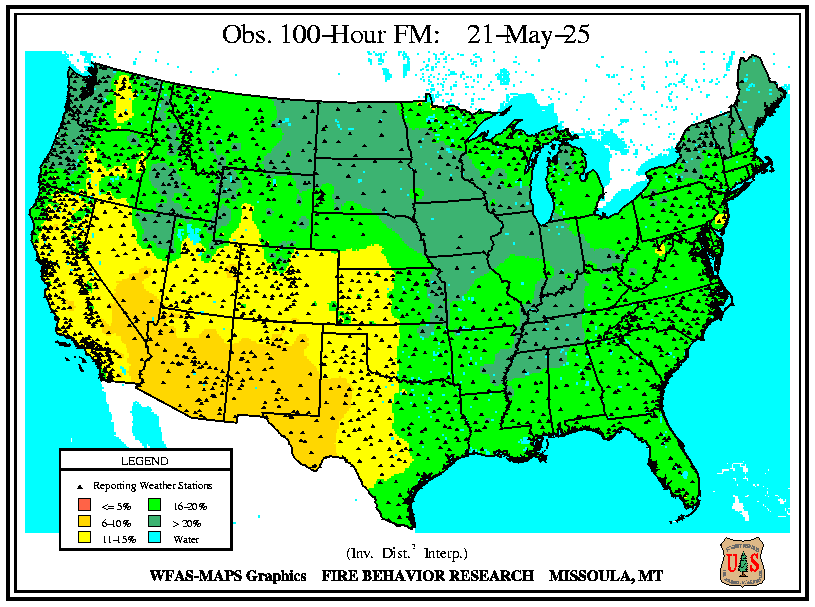 Obs. 100-Hour FM: 21-May-25
LEGEND
Reporting Weather Stations
<= 5%
16-20%
6-10%
> 20%
11-15%
Water
(Inv. Dist.² Interp.)
WFAS-MAPS Graphics FIRE BEHAVIOR RESEARCH MISSOULA, MT
U S